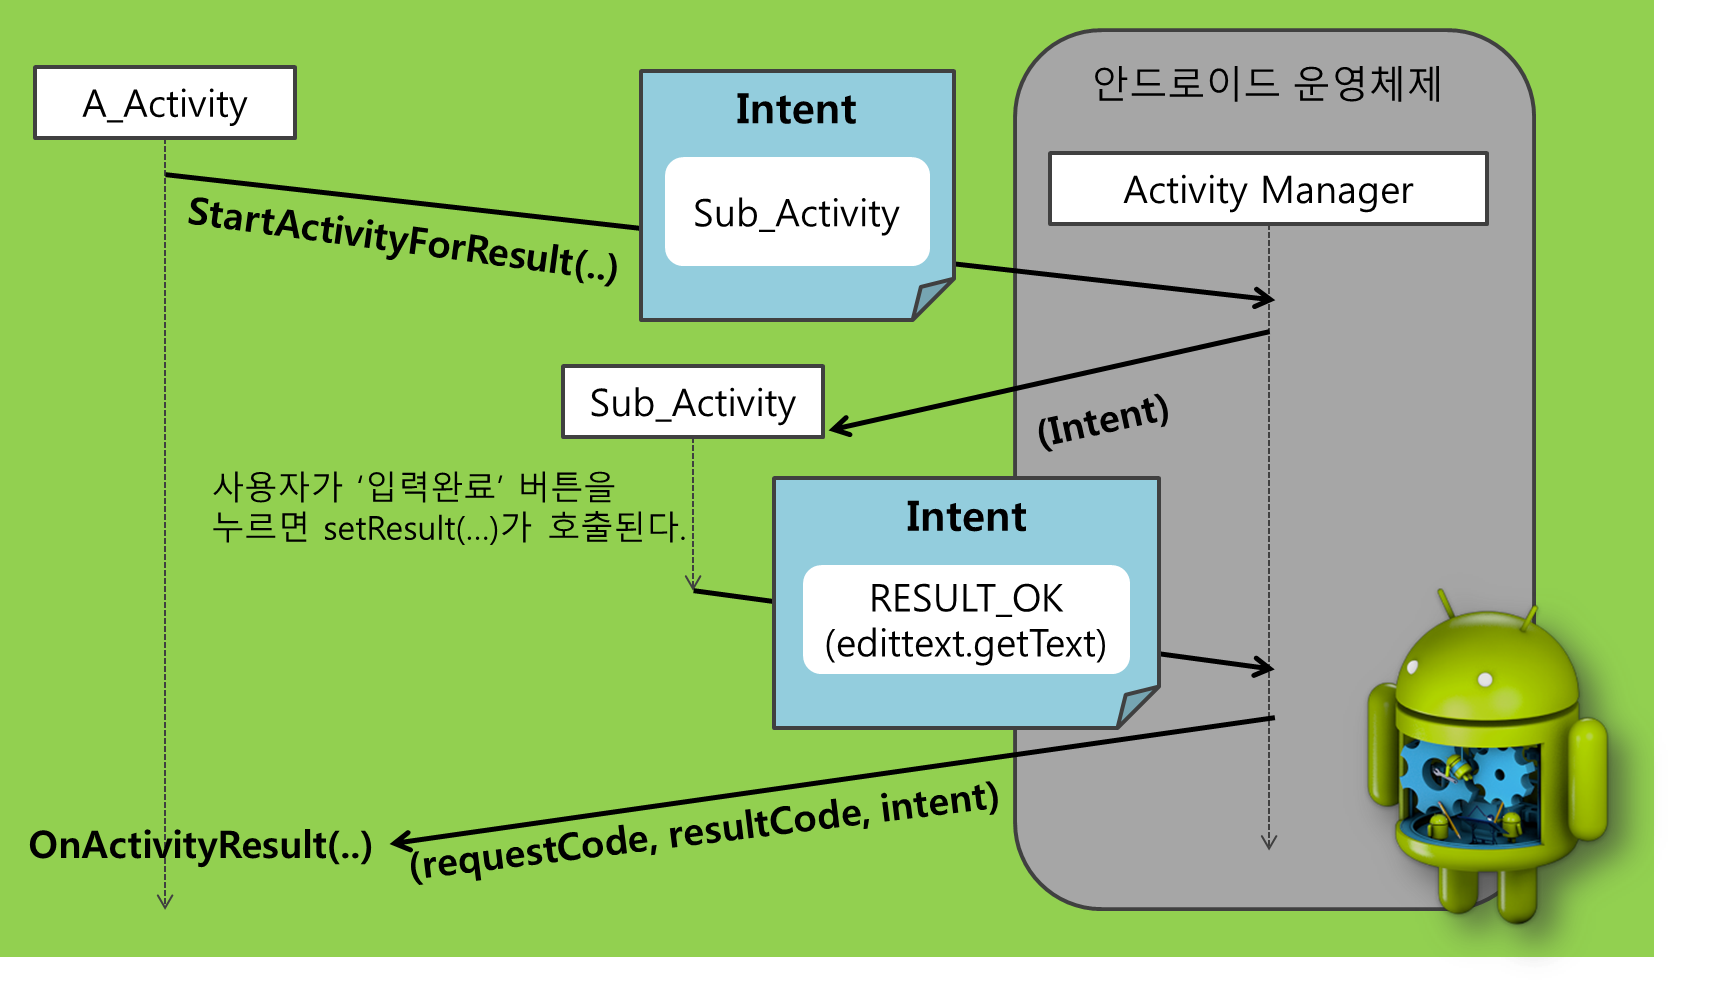 안드로이드 운영체제
A_Activity
Intent
Sub_Activity
Activity Manager
StartActivityForResult(..)
Sub_Activity
(Intent)
사용자가 ‘입력완료‘ 버튼을
누르면 setResult(...)가 호출된다.
Intent
RESULT_OK
(edittext.getText)
OnActivityResult(..)
(requestCode, resultCode, intent)